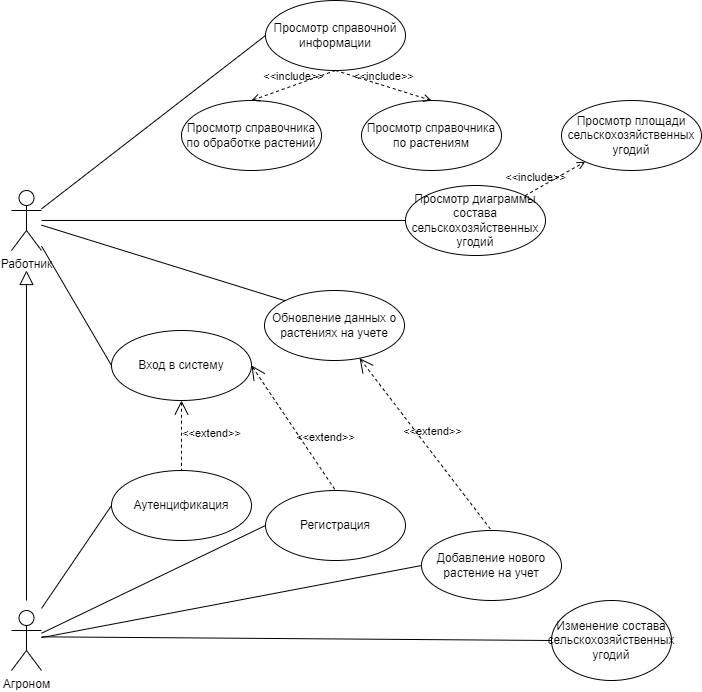 Просмотр справочной
информации
<<include>>
<<include>>
Просмотр справочника
по обработке растений
Просмотр справочника
по растениям
Просмотр площади
сельскохозяйственных
угодий
<<include>>
Просмотр диаграммы
состава
сельскохозяйственных
угодий
Работник
Обновление данных о
растениях на учете
Вход в систему
<<extend>>
<<extend>>
<<extend>>
Аутенцификация
Регистрация
Добавление нового
растение на учет
Изменение состава
сельскохозяйственных
угодий
Агроном